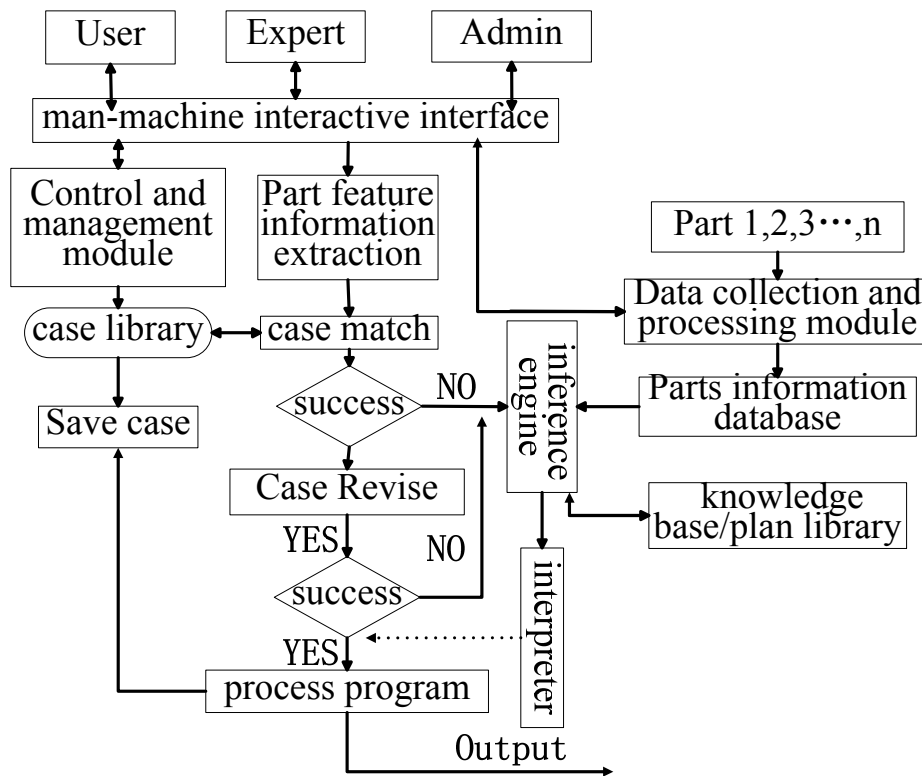 User
Expert
Admin
man-machine interactive interface
Control and
management
module
Part feature
information
extraction
Part 1,2,3···,n
Data collection and
processing module
case library
case match
inference
engine
success
NO
Parts information
database
Save case
Case Revise
knowledge
base/plan library
YES
NO
success
interpreter
YES
process program
Output